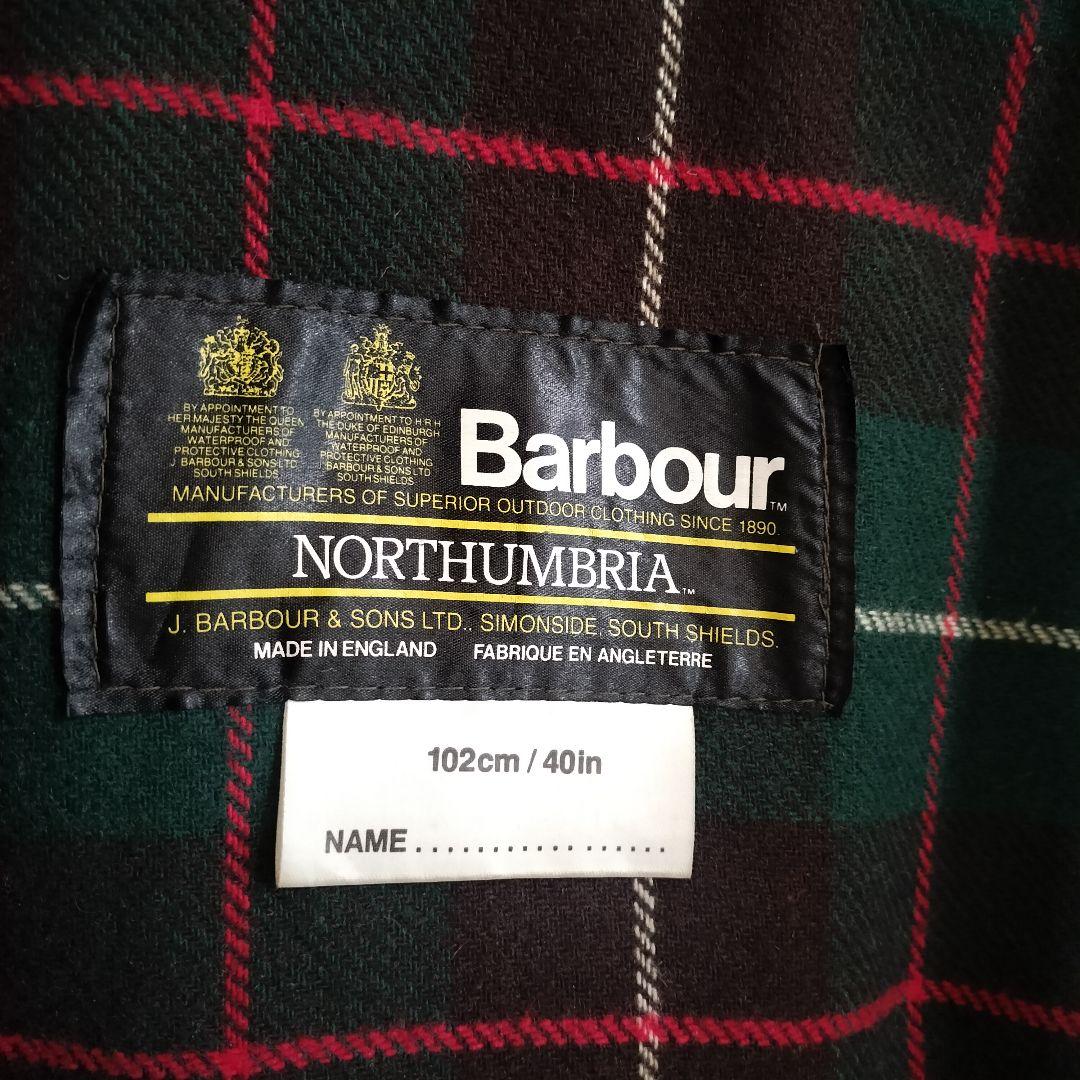 BY APPOINTMENT TO
HER MAJESTY THE QUEEN
MANUFACTURERS OF
WATERPROOF AND
PROTECTIVE CLOTHING
J. BARBOUR & SONS LTD
SOUTH SHIELDS
BY APPOINTMENT TO H R H
THE DUKE OF EDINBURGH
MANUFACTURERS OF
WATERPROOF AND
PROTECTIVE CLOTHING
BARBOUR & SONS LTD
SOUTH SHIELDS
Barbour™
MANUFACTURERS OF SUPERIOR OUTDOOR CLOTHING SINCE 1890.
NORTHUMBRIA™
J. BARBOUR & SONS LTD., SIMONSIDE, SOUTH SHIELDS.
MADE IN ENGLAND FABRIQUE EN ANGLETERRE
102cm / 40in
NAME..................